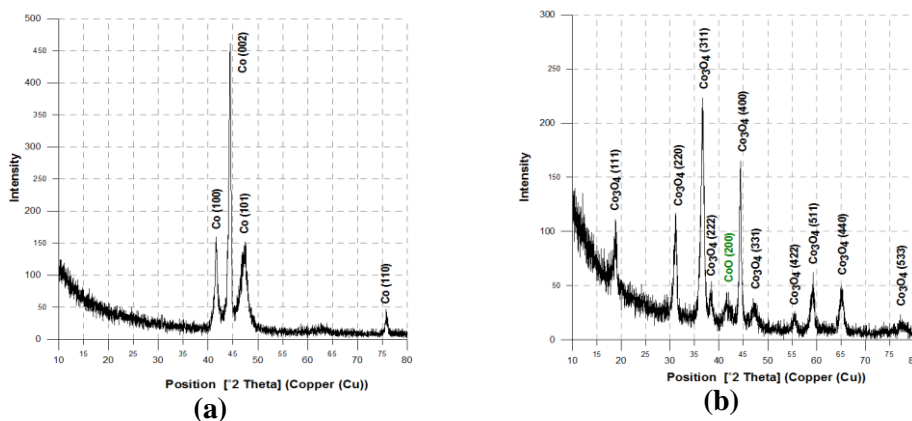 500
450
400
350
300
250
200
150
100
50
0
Intensity
Co (100)
Co (002)
Co (101)
Co (110)
10 15 20 25 30 35 40 45 50 55 60 65 70 75 80
Position [°2 Theta] (Copper (Cu))
(a)
300
250
200
150
100
50
0
Intensity
Co3O4 (111)
Co3O4 (220)
Co3O4 (311)
Co3O4 (222)
CoO (200)
Co3O4 (400)
Co3O4 (331)
Co3O4 (422)
Co3O4 (511)
Co3O4 (440)
Co3O4 (533)
10 15 20 25 30 35 40 45 50 55 60 65 70 75 80
Position [°2 Theta] (Copper (Cu))
(b)